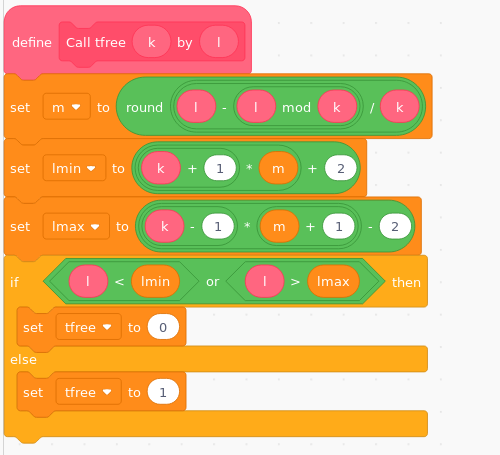 define Call tfree k by l
set m to round l - l mod k / k
set lmin to k + 1 * m + 2
set lmax to k - 1 * m + 1 - 2
if l < lmin or l > lmax then
set tfree to 0
else
set tfree to 1